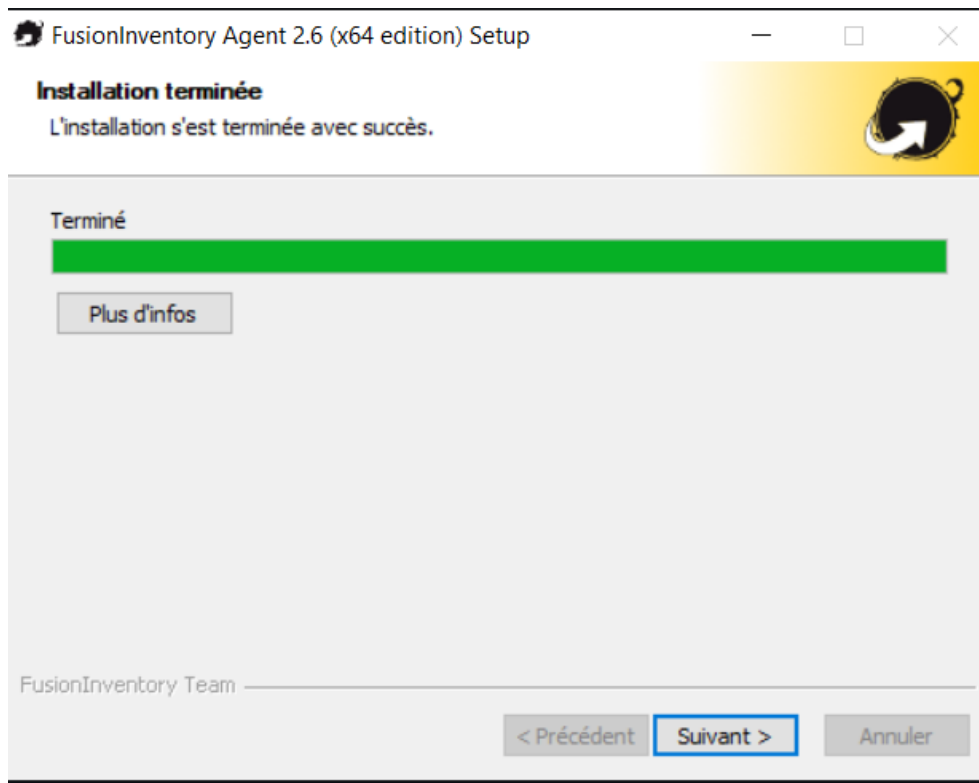 FusionInventory Agent 2.6 (x64 edition) Setup
Installation terminée
L'installation s'est terminée avec succès.
Terminé
Plus d'infos
FusionInventory Team
< Précédent
Suivant >
Annuler